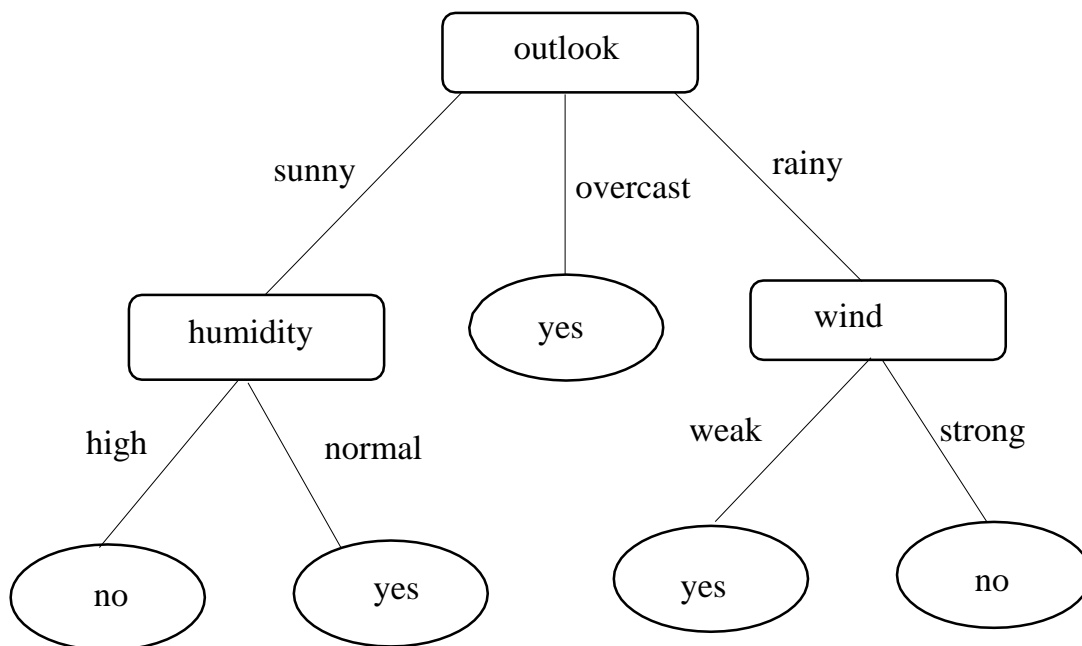 outlook
sunny
overcast
rainy
humidity
yes
wind
high
normal
weak
strong
no
yes
yes
no